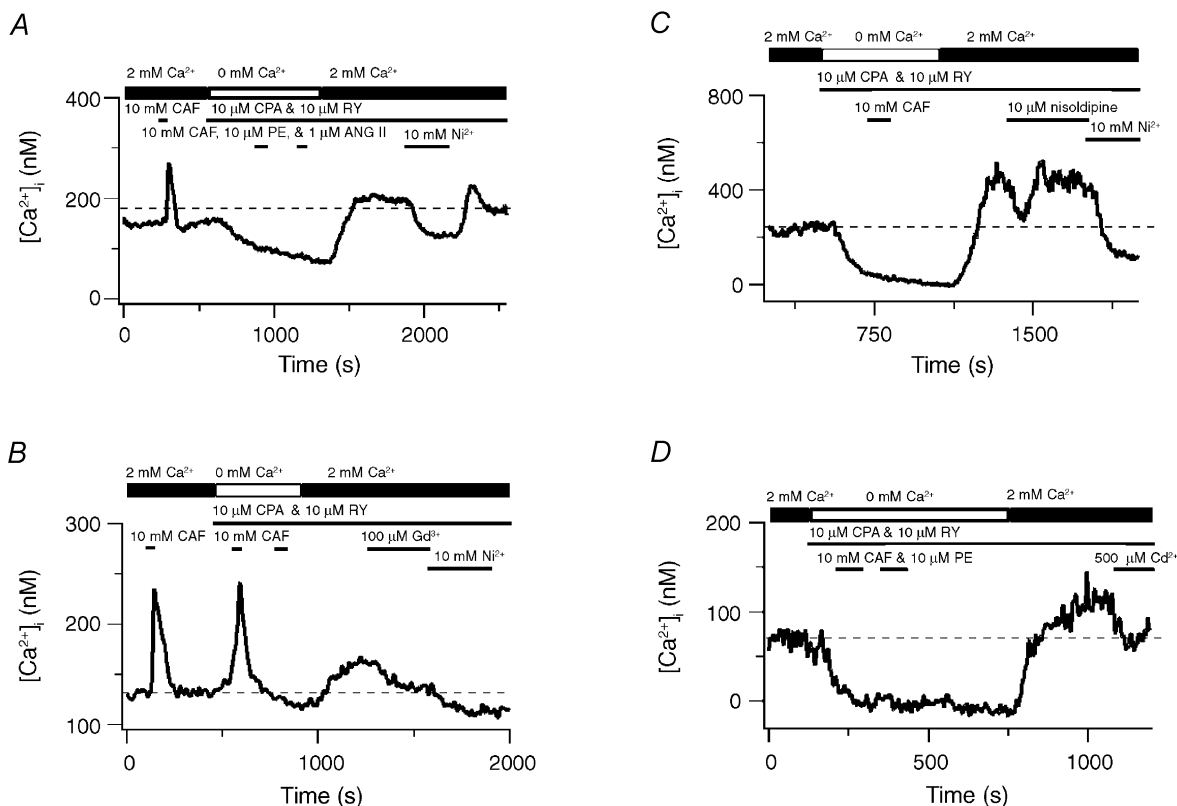 A
2 mM Ca²⁺ 0 mM Ca²⁺ 2 mM Ca²⁺
10 mM CAF 10 µM CPA & 10 µM RY
10 mM CAF, 10 µM PE, & 1 µM ANG II 10 mM Ni²⁺
[Ca²⁺]i (nM)
400
200
0
0 1000 2000
Time (s)
B
2 mM Ca²⁺ 0 mM Ca²⁺ 2 mM Ca²⁺
10 µM CPA & 10 µM RY
10 mM CAF 10 mM CAF 100 µM Gd³⁺
10 mM Ni²⁺
[Ca²⁺]i (nM)
300
200
100
0 1000 2000
Time (s)
C
2 mM Ca²⁺ 0 mM Ca²⁺ 2 mM Ca²⁺
10 µM CPA & 10 µM RY
10 mM CAF 10 µM nisoldipine
10 mM Ni²⁺
[Ca²⁺]i (nM)
800
400
0
750 1500
Time (s)
D
2 mM Ca²⁺ 0 mM Ca²⁺ 2 mM Ca²⁺
10 µM CPA & 10 µM RY
10 mM CAF & 10 µM PE 500 µM Cd²⁺
[Ca²⁺]i (nM)
200
100
0
0 500 1000
Time (s)